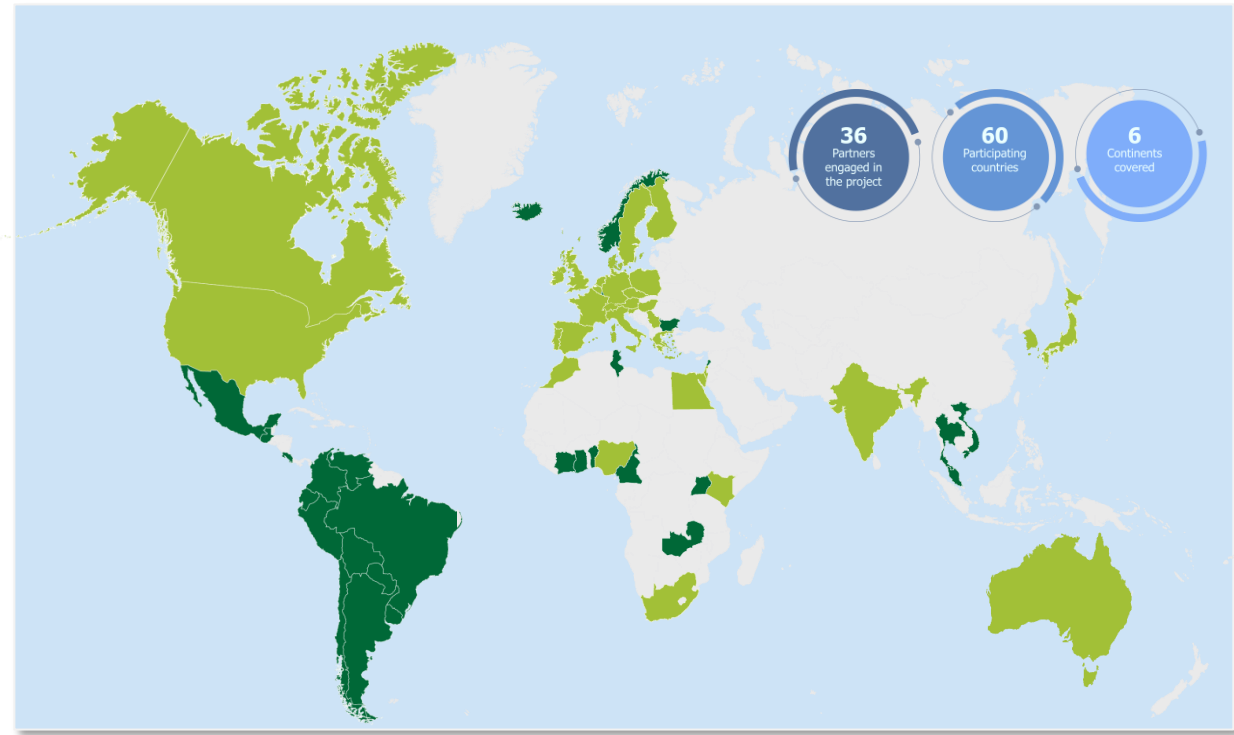 36
Partners
engaged in
the project
60
Participating
countries
6
Continents
covered